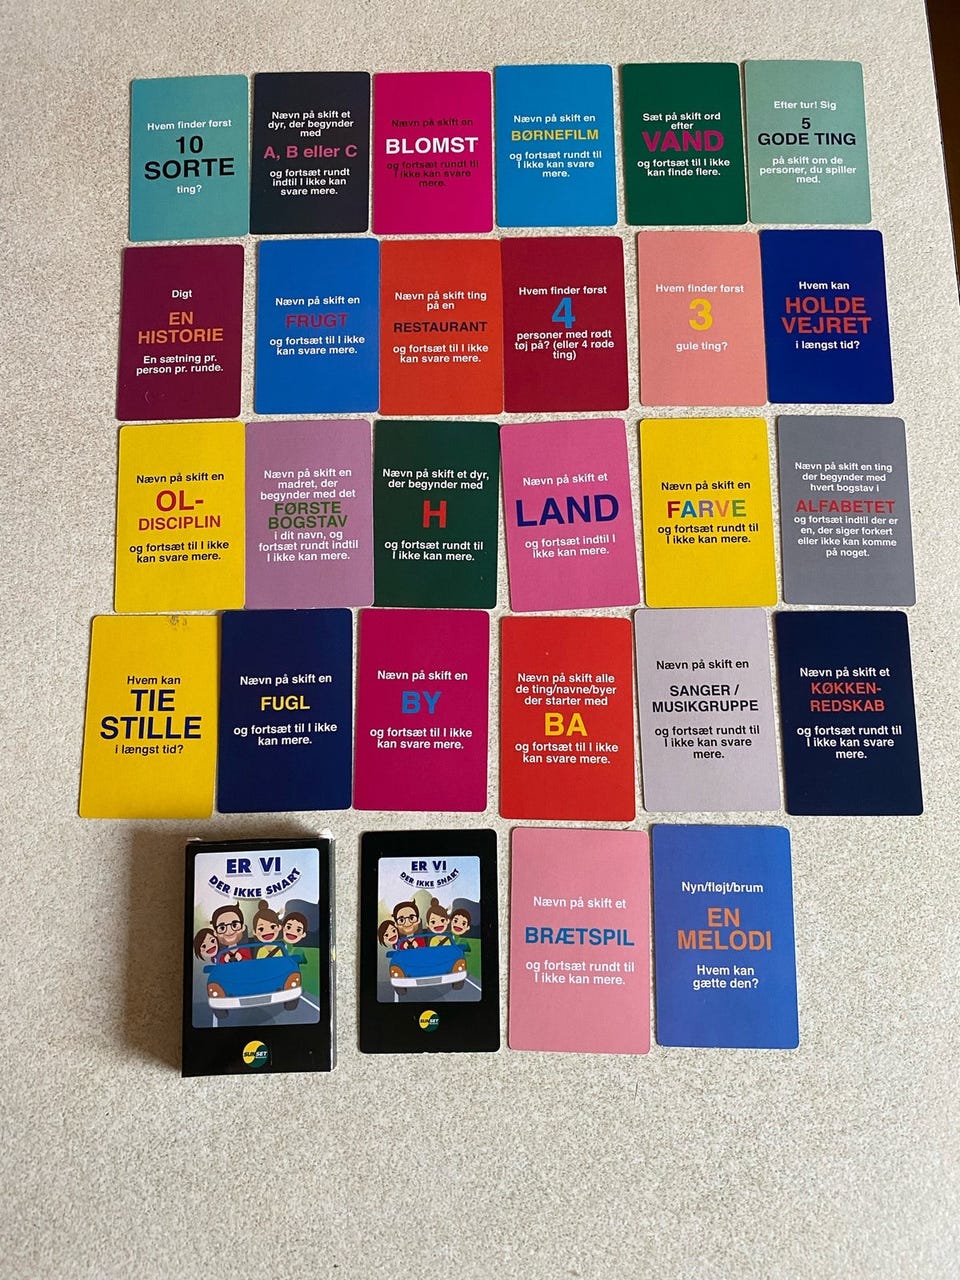 Hvem finder først
10
SORTE
ting?
Nævn på skift et
dyr, der begynder
med
A, B eller C
og fortsæt rundt
indtil I ikke kan
svare mere.
Nævn på skift en
BLOMST
og fortsæt rundt til
I ikke kan svare
mere.
Nævn på skift en
BØRNEFILM
og fortsæt rundt til
I ikke kan svare
mere.
Sæt på skift ord
efter
VAND
og fortsæt til I ikke
kan finde flere.
Efter tur! Sig
5
GODE TING
på skift om de
personer, du spiller
med.
Digt
EN
HISTORIE
En sætning pr.
person pr. runde.
Nævn på skift en
FRUGT
og fortsæt til I ikke
kan svare mere.
Nævn på skift ting
på en
RESTAURANT
og fortsæt til I ikke
kan svare mere.
Hvem finder først
4
personer med rødt
tøj på? (eller 4 røde
ting)
Hvem finder først
3
gule ting?
Hvem kan
HOLDE
VEJRET
i længst tid?
Nævn på skift en
OL-
DISCIPLIN
og fortsæt til I ikke
kan svare mere.
Nævn på skift en
madret, der
begynder med det
FØRSTE
BOGSTAV
i dit navn, og
fortsæt rundt indtil
I ikke kan mere.
Nævn på skift et dyr,
der begynder med
H
og fortsæt rundt til
I ikke kan mere.
Nævn på skift et
LAND
og fortsæt indtil I
ikke kan mere.
Nævn på skift en
FARVE
og fortsæt rundt til
I ikke kan mere.
Nævn på skift en ting
der begynder med
hvert bogstav i
ALFABETET
og fortsæt indtil der er
en, der siger forkert
eller ikke kan komme
på noget.
Hvem kan
TIE
STILLE
i længst tid?
Nævn på skift en
FUGL
og fortsæt til I ikke
kan mere.
Nævn på skift en
BY
og fortsæt til I ikke
kan svare mere.
Nævn på skift alle
de ting/navne/byer
der starter med
BA
og fortsæt til I ikke
kan svare mere.
Nævn på skift en
SANGER /
MUSIKGRUPPE
og fortsæt rundt til
I ikke kan svare
mere.
Nævn på skift et
KØKKEN-
REDSKAB
og fortsæt rundt til
I ikke kan svare
mere.
ER VI
DER IKKE SNART
SUNSET
ER VI
DER IKKE SNART
SUNSET
Nævn på skift et
BRÆTSPIL
og fortsæt rundt til
I ikke kan mere.
Nyn/fløjt/brum
EN
MELODI
Hvem kan
gætte den?